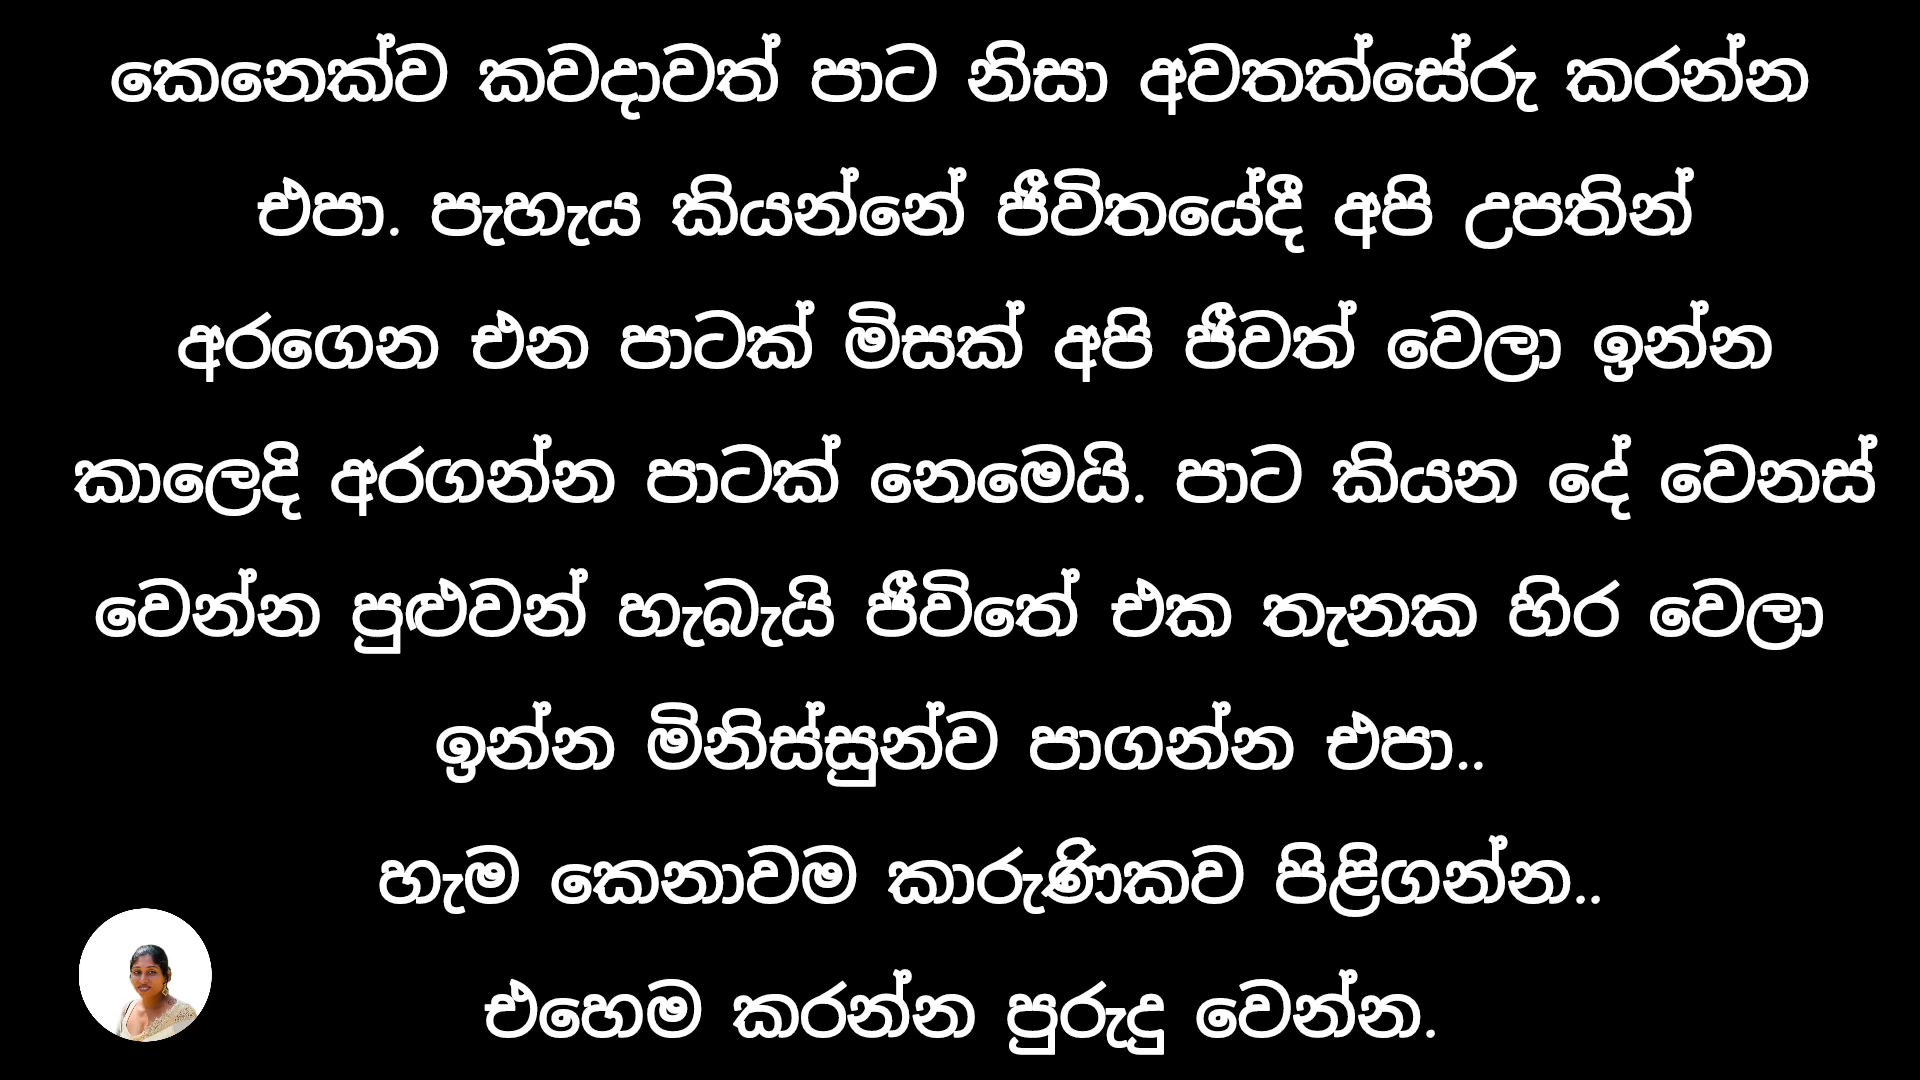 කෙනෙක්ව කවදාවත් පාට නිසා අවතක්සේරු කරන්න
එපා. පැහැය කියන්නේ ජීවිතයේදී අපි උපතින්
අරගෙන එන පාටක් මිසක් අපි ජීවත් වෙලා ඉන්න
කාලෙදි අරගන්න පාටක් නෙමෙයි. පාට කියන දේ වෙනස්
වෙන්න පුළුවන් හැබැයි ජීවිතේ එක තැනක හිර වෙලා
ඉන්න මිනිස්සුන්ව පාගන්න එපා..
හැම කෙනාවම කාරුණිකව පිළිගන්න..
එහෙම කරන්න පුරුදු වෙන්න.